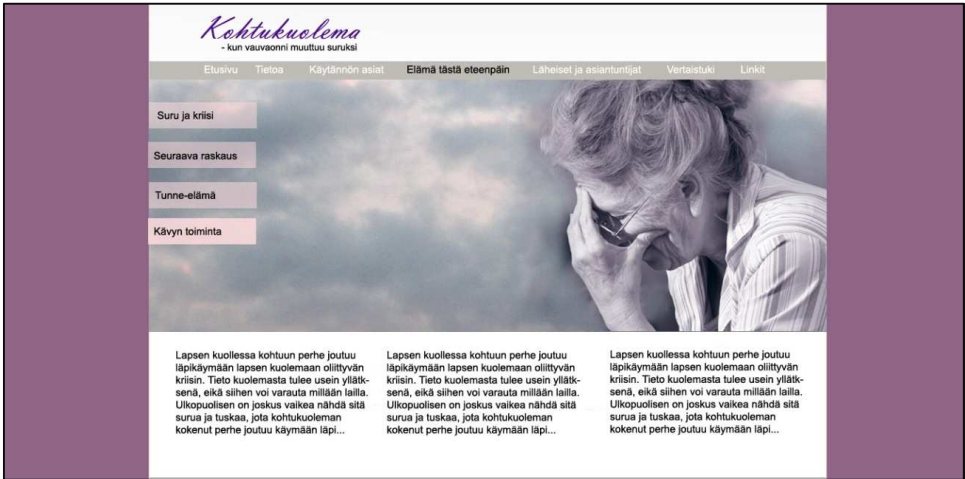 Kohtukuolema
- kun vauvaonni muuttuu suruksi
Etusivu Tietoa Käytännön asiat Elämä tästä eteenpäin Läheiset ja asiantuntijat Vertaistuki Linkit
Suru ja kriisi
Seuraava raskaus
Tunne-elämä
Kävyn toiminta
Lapsen kuollessa kohtuun perhe joutuu
läpikäymään lapsen kuolemaan oliittyvän
kriisin. Tieto kuolemasta tulee usein yllätk-
senä, eikä siihen voi varauta millään lailla.
Ulkopuolisen on joskus vaikea nähdä sitä
surua ja tuskaa, jota kohtukuoleman
kokenut perhe joutuu käymään läpi...
Lapsen kuollessa kohtuun perhe joutuu
läpikäymään lapsen kuolemaan oliittyvän
kriisin. Tieto kuolemasta tulee usein yllätk-
senä, eikä siihen voi varauta millään lailla.
Ulkopuolisen on joskus vaikea nähdä sitä
surua ja tuskaa, jota kohtukuoleman
kokenut perhe joutuu käymään läpi...
Lapsen kuollessa kohtuun perhe joutuu
läpikäymään lapsen kuolemaan oliittyvän
kriisin. Tieto kuolemasta tulee usein yllätk-
senä, eikä siihen voi varauta millään lailla.
Ulkopuolisen on joskus vaikea nähdä sitä
surua ja tuskaa, jota kohtukuoleman
kokenut perhe joutuu käymään läpi...